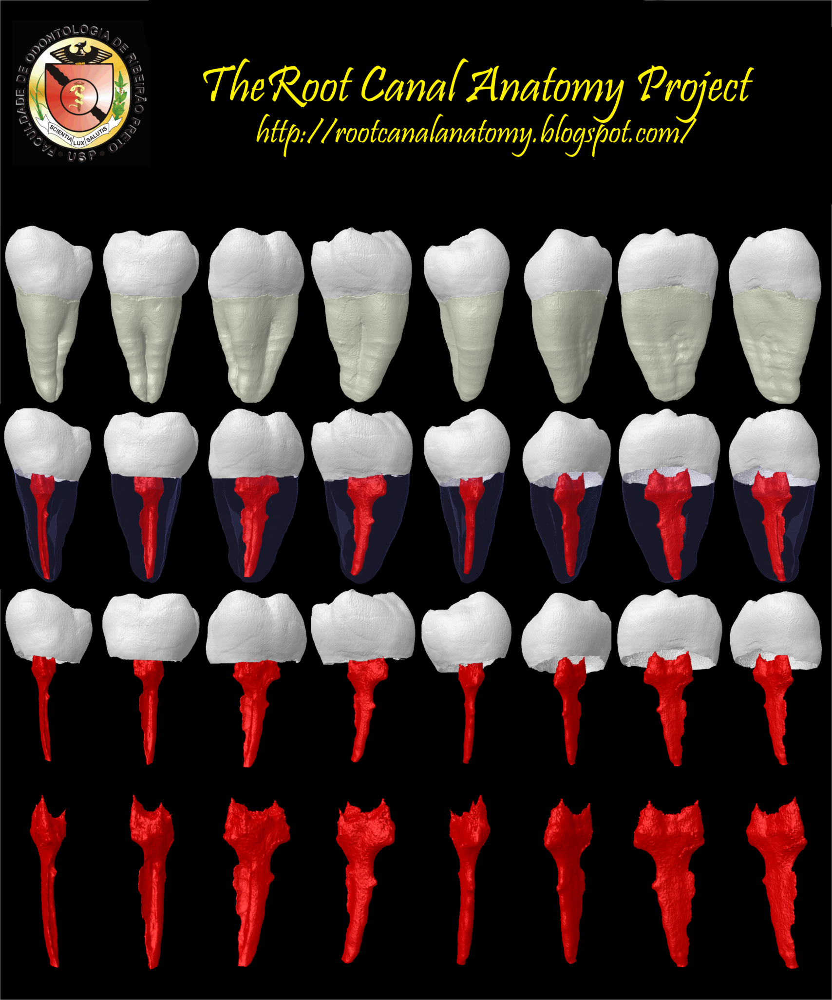 FACULDADE DE ODONTOLOGIA DE RIBEIRÃO PRETO
• USP •
SCIENTIA LUX SALUTIS
TheRoot Canal Anatomy Project
http://rootcanalanatomy.blogspot.com/